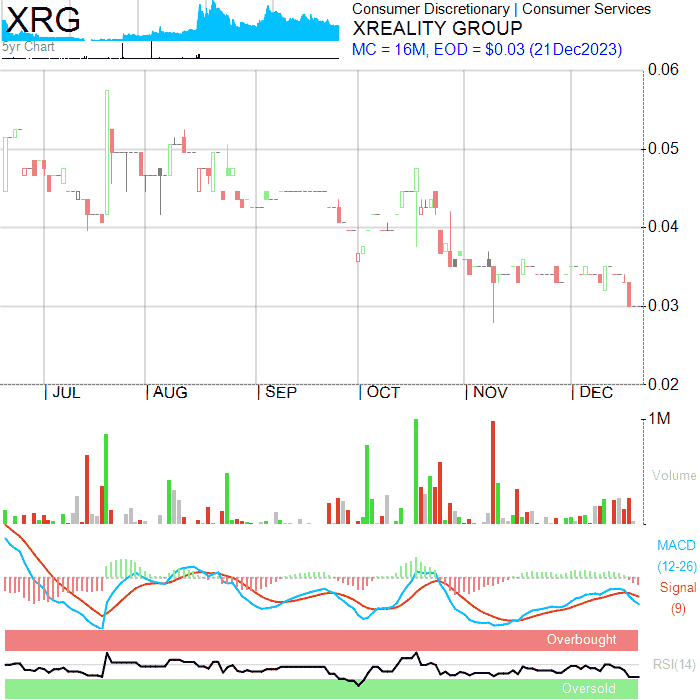 XRG
5yr Chart
Consumer Discretionary | Consumer Services
XREALITY GROUP
MC = 16M, EOD = $0.03 (21Dec2023)
0.06
0.05
0.04
0.03
0.02
JUL
AUG
SEP
OCT
NOV
DEC
1M
Volume
MACD
(12-26)
Signal
(9)
Overbought
RSI(14)
Oversold